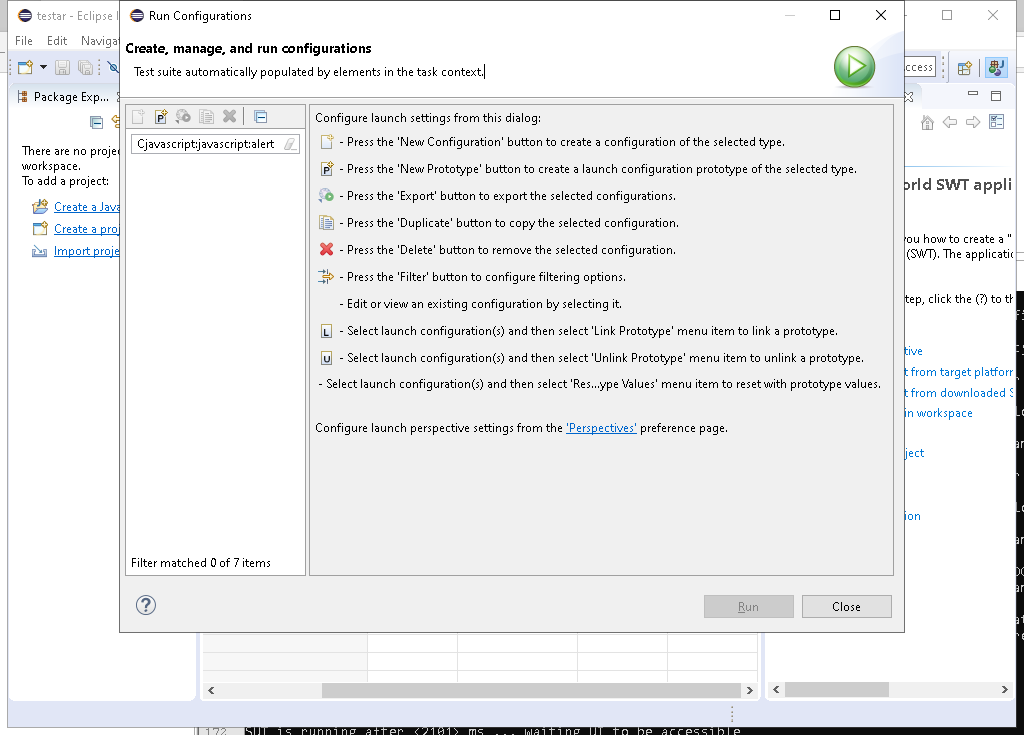 testar - Eclipse
Run Configurations
File Edit Navigat
Create, manage, and run configurations
Test suite automatically populated by elements in the task context.
ccess
Package Exp...
There are no proje
workspace.
To add a project:
Create a Java
Create a proj
Import proje
Cjavascript:javascript:alert
Filter matched 0 of 7 items
Configure launch settings from this dialog:
- Press the 'New Configuration' button to create a configuration of the selected type.
- Press the 'New Prototype' button to create a launch configuration prototype of the selected type.
- Press the 'Export' button to export the selected configurations.
- Press the 'Duplicate' button to copy the selected configuration.
- Press the 'Delete' button to remove the selected configuration.
- Press the 'Filter' button to configure filtering options.
- Edit or view an existing configuration by selecting it.
L - Select launch configuration(s) and then select 'Link Prototype' menu item to link a prototype.
U - Select launch configuration(s) and then select 'Unlink Prototype' menu item to unlink a prototype.
- Select launch configuration(s) and then select 'Res...ype Values' menu item to reset with prototype values.
Configure launch perspective settings from the 'Perspectives' preference page.
Run
Close
orld SWT appli
you how to create a "
(SWT). The applicatio
tep, click the (?) to th
tive
t from target platform
t from downloaded S
in workspace
ject
ion
172 SUT is running after <2101> ms ... waiting UI to be accessible